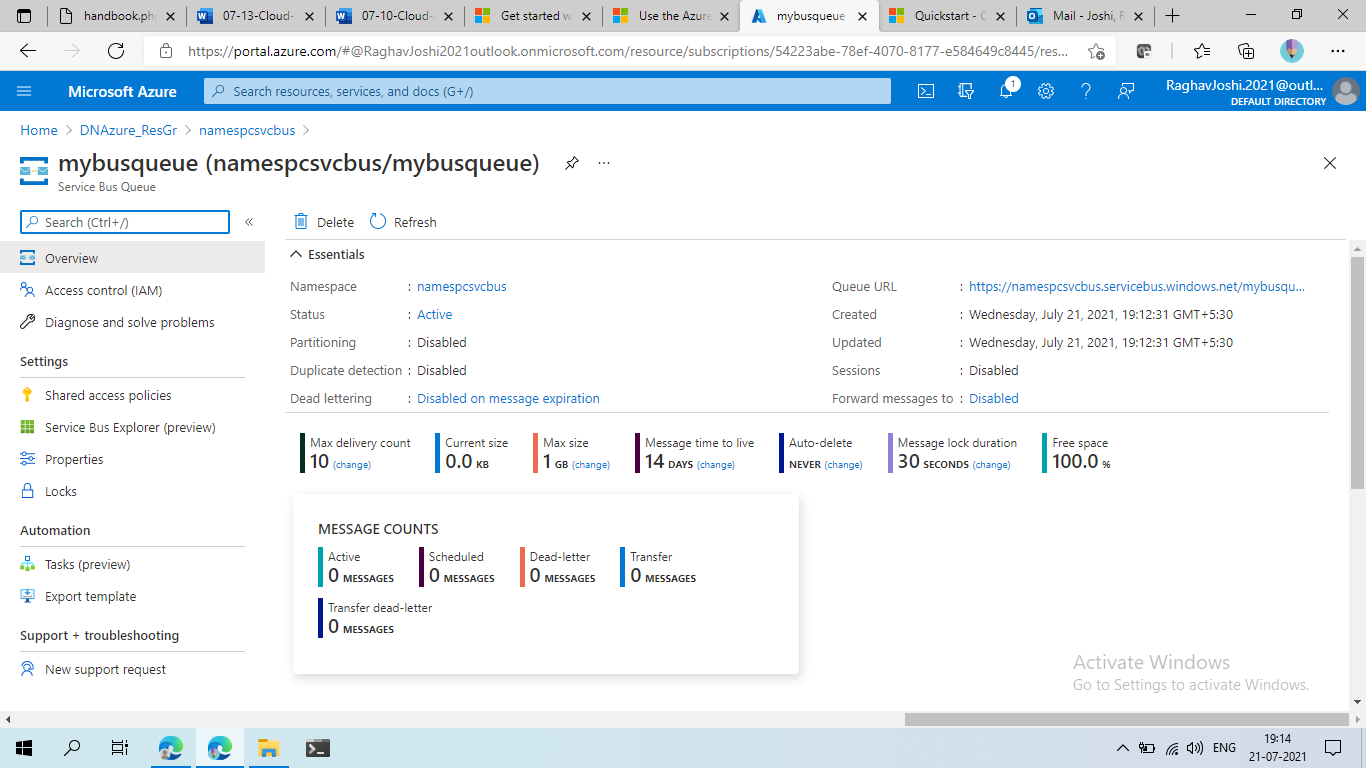 handbook.ph
07-13-Cloud-
07-10-Cloud-
Get started w
Use the Azure
mybusqueue
Quickstart - C
Mail - Joshi, R
https://portal.azure.com/#@RaghavJoshi2021outlook.onmicrosoft.com/resource/subscriptions/54223abe-78ef-4070-8177-e584649c8445/res...
Microsoft Azure
Search resources, services, and docs (G+/)
1
RaghavJoshi.2021@outl...
DEFAULT DIRECTORY
Home > DNAzure_ResGr > namespcsvcbus >
mybusqueue (namespcsvcbus/mybusqueue)
Service Bus Queue
Search (Ctrl+/)
«
Delete
Refresh
Overview
Access control (IAM)
Diagnose and solve problems
Settings
Shared access policies
Service Bus Explorer (preview)
Properties
Locks
Automation
Tasks (preview)
Export template
Support + troubleshooting
New support request
Essentials
Namespace : namespcsvcbus
Status : Active
Partitioning : Disabled
Duplicate detection : Disabled
Dead lettering : Disabled on message expiration
Queue URL : https://namespcsvcbus.servicebus.windows.net/mybusqu...
Created : Wednesday, July 21, 2021, 19:12:31 GMT+5:30
Updated : Wednesday, July 21, 2021, 19:12:31 GMT+5:30
Sessions : Disabled
Forward messages to : Disabled
Max delivery count
10 (change)
Current size
0.0 KB
Max size
1 GB (change)
Message time to live
14 DAYS (change)
Auto-delete
NEVER (change)
Message lock duration
30 SECONDS (change)
Free space
100.0 %
MESSAGE COUNTS
Active
0 MESSAGES
Scheduled
0 MESSAGES
Dead-letter
0 MESSAGES
Transfer
0 MESSAGES
Transfer dead-letter
0 MESSAGES
Activate Windows
Go to Settings to activate Windows.
ENG
19:14
21-07-2021